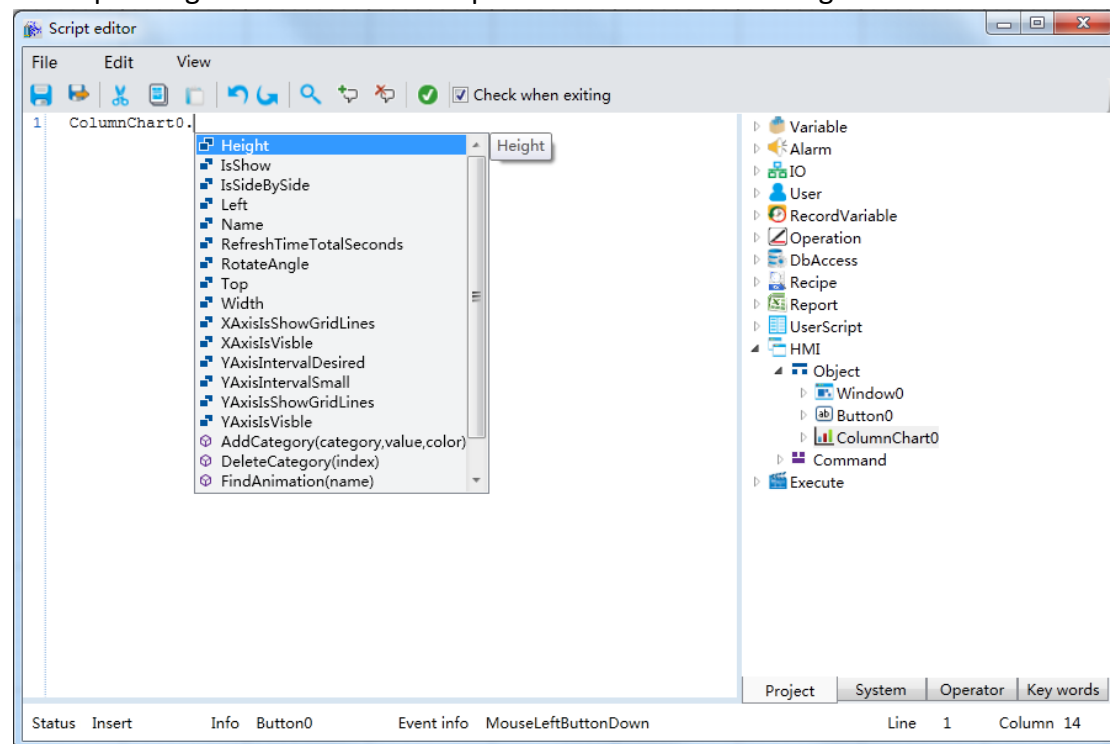 Script editor
File Edit View
Check when exiting
1 ColumnChart0.
Height
Height
IsShow
IsSideBySide
Left
Name
RefreshTimeTotalSeconds
RotateAngle
Top
Width
XAxisIsShowGridLines
XAxisIsVisble
YAxisIntervalDesired
YAxisIntervalSmall
YAxisIsShowGridLines
YAxisIsVisble
AddCategory(category,value,color)
DeleteCategory(index)
FindAnimation(name)
Variable
Alarm
IO
User
RecordVariable
Operation
DbAccess
Recipe
Report
UserScript
HMI
Object
Window0
ab Button0
ColumnChart0
Command
Execute
Project System Operator Key words
Status Insert Info Button0 Event info MouseLeftButtonDown Line 1 Column 14